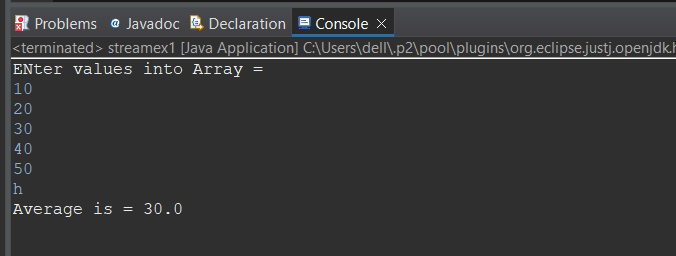 Problems @ Javadoc Declaration Console
<terminated> streamex1 [Java Application] C:\Users\dell\.p2\pool\plugins\org.eclipse.justj.openjdk.h
ENter values into Array =
10
20
30
40
50
h
Average is = 30.0